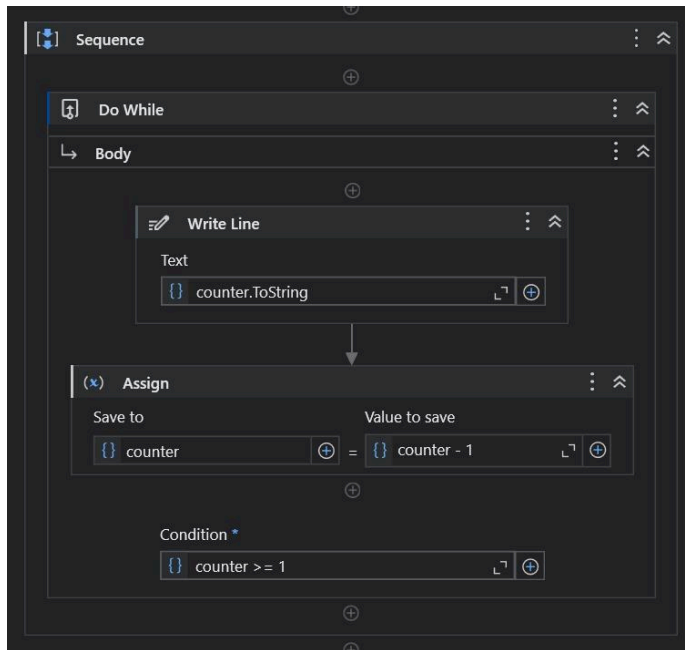 Sequence
Do While
Body
Write Line
Text
{} counter.ToString
(x) Assign
Save to Value to save
{} counter = {} counter - 1
Condition *
{} counter >= 1